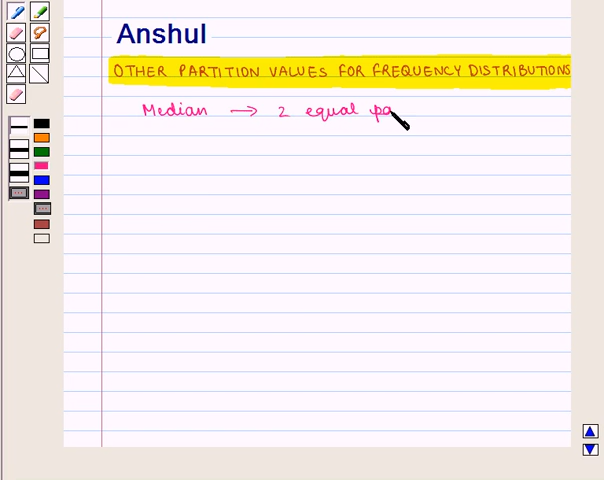 Anshul
OTHER PARTITION VALUES FOR FREQUENCY DISTRIBUTIONS
Median → 2 equal pa